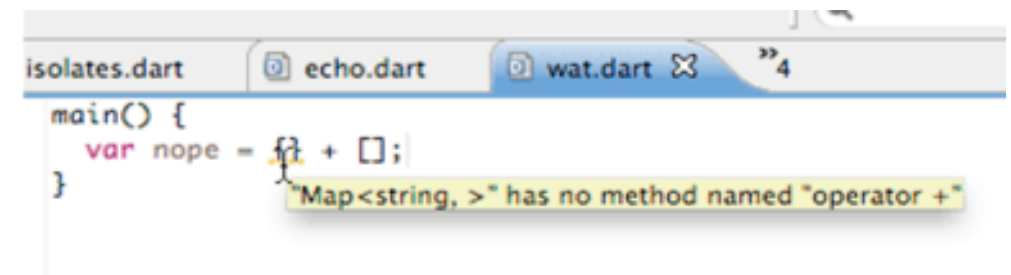 isolates.dart echo.dart wat.dart »4
main() {
var nope = {} + [];
}
"Map<string, >" has no method named "operator +"